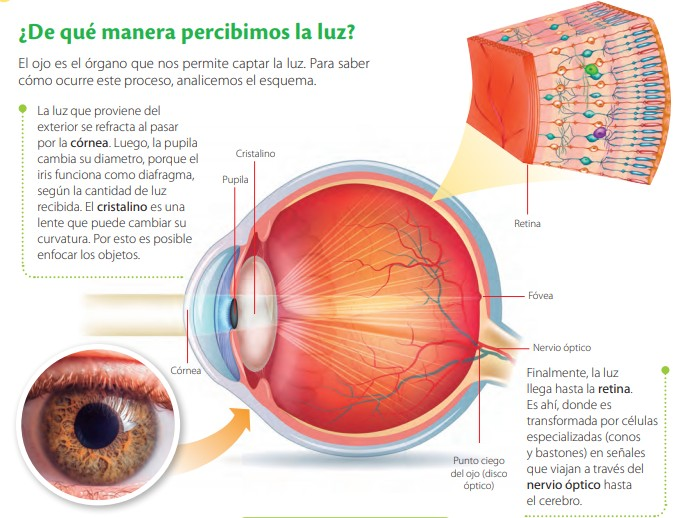 ¿De qué manera percibimos la luz?
El ojo es el órgano que nos permite captar la luz. Para saber
cómo ocurre este proceso, analicemos el esquema.
La luz que proviene del
exterior se refracta al pasar
por la córnea. Luego, la pupila
cambia su diametro, porque el
iris funciona como diafragma,
según la cantidad de luz
recibida. El cristalino es una
lente que puede cambiar su
curvatura. Por esto es posible
enfocar los objetos.
Cristalino
Pupila
Retina
Fóvea
Nervio óptico
Córnea
Punto ciego
del ojo (disco
óptico)
Finalmente, la luz
llega hasta la retina.
Es ahí, donde es
transformada por células
especializadas (conos
y bastones) en señales
que viajan a través del
nervio óptico hasta
el cerebro.